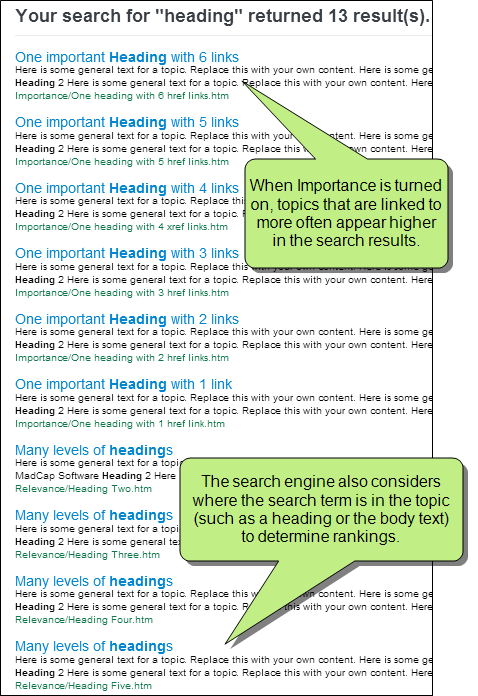 Your search for "heading" returned 13 result(s).
One important Heading with 6 links
Here is some general text for a topic. Replace this with your own content. Here is some ge
Heading 2 Here is some general text for a topic. Replace this with your own content. Here
Importance/One heading with 6 href links.htm
One important Heading with 5 links
Here is some general text for a topic. Replace this with your own content. Here is some ge
Heading 2 Here is some general text for a topic. Replace this with your own content. Here
Importance/One heading with 5 href links.htm
One important Heading with 4 links
Here is some general text for a topic. Replace
Heading 2 Here is some general text for a topic
Importance/One heading with 4 xref links.htm
One important Heading with 3 links
Here is some general text for a topic. Replace this with your own content. Here is some ge
Heading 2 Here is some general text for a topic. Replace this with your own content. Here
Importance/One heading with 3 href links.htm
One important Heading with 2 links
Here is some general text for a topic. Replace this with your own content. Here is some ge
Heading 2 Here is some general text for a topic. Replace this with your own content. Here
Importance/One heading with 2 href links.htm
One important Heading with 1 link
Here is some general text for a topic. Replace this with your own content. Here is some ge
Heading 2 Here is some general text for a topic. Replace this with your own content. Here
Importance/One heading with 1 href link.htm
Many levels of headings
Here is some general text for a topic.
MadCap Software Heading 2 Here
Relevance/Heading Two.htm
Many levels of headings
Here is some general text for a topic.
Heading 2 Here is some general text
Relevance/Heading Three.htm
Many levels of headings
Here is some general text for a topic. Replace this with your own content. Here is some ge
Heading 2 Here is some general text for a topic. Replace this with your own content. Here
Relevance/Heading Four.htm
Many levels of headings
Here is some general text for a topic. Replace this with your own content. Here is some ge
Heading 2 Here is some general text for a topic. Replace this with your own content. Here
Relevance/Heading Five.htm
When Importance is turned
on, topics that are linked to
more often appear higher
in the search results.
The search engine also considers
where the search term is in the topic
(such as a heading or the body text)
to determine rankings.